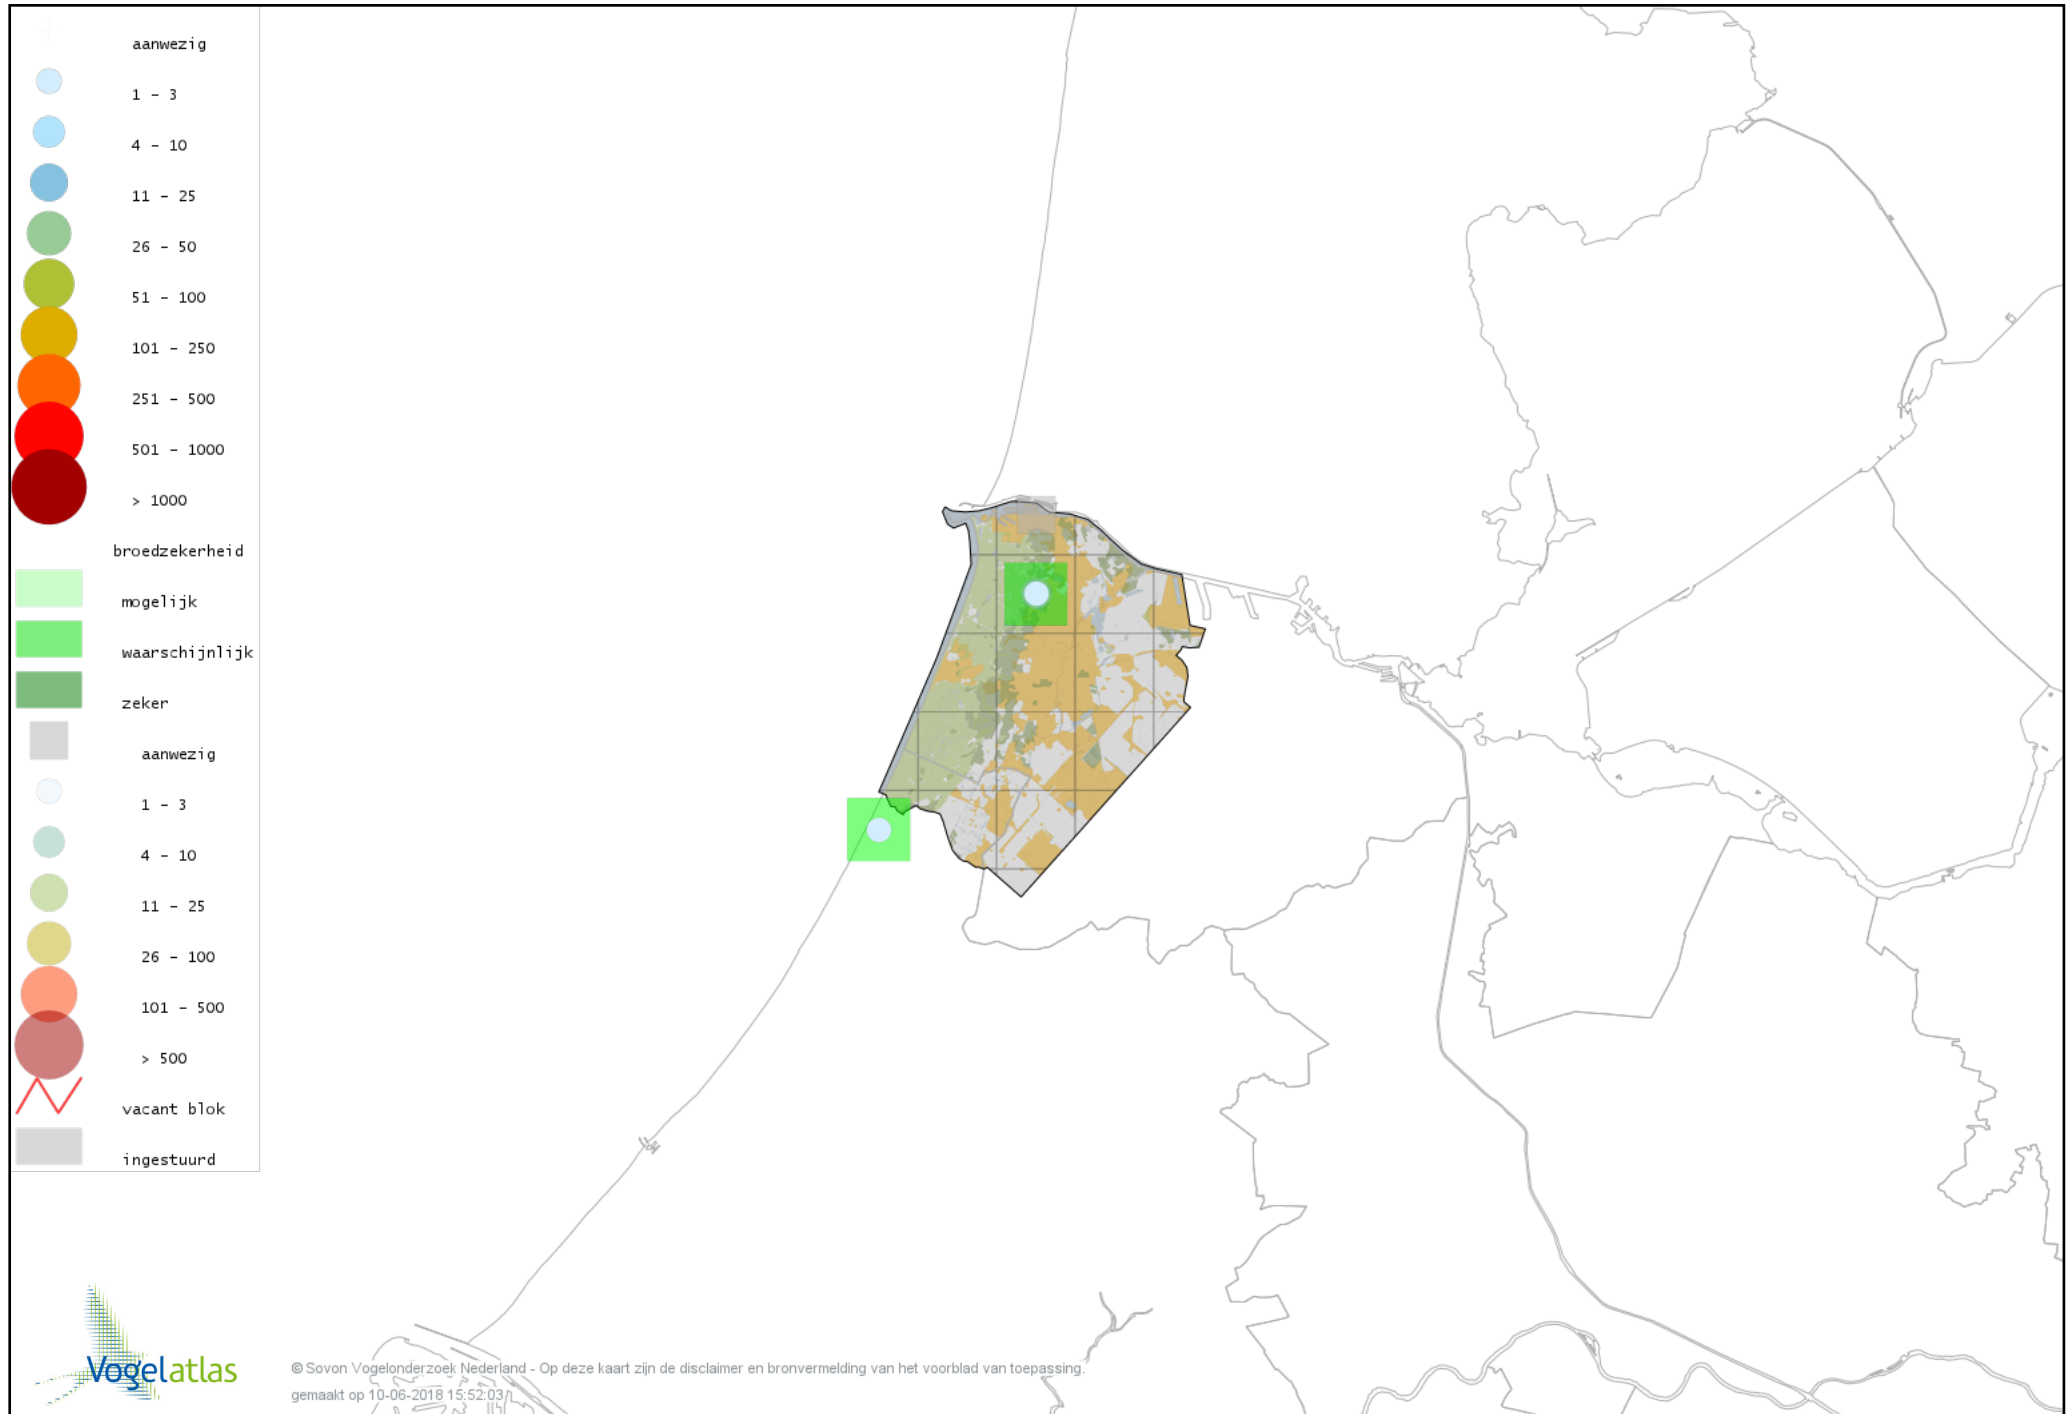 aanwezig
1 - 3
4 - 10
11 - 25
26 - 50
51 - 100
101 - 250
251 - 500
501 - 1000
> 1000
broedzekerheid
mogelijk
waarschijnlijk
zeker
aanwezig
1 - 3
4 - 10
11 - 25
26 - 100
101 - 500
> 500
vacant blok
ingestuurd
Vogelatlas
© Sovon Vogelonderzoek Nederland - Op deze kaart zijn de disclaimer en bronvermelding van het voorblad van toepassing.
gemaakt op 10-06-2018 15:52:03